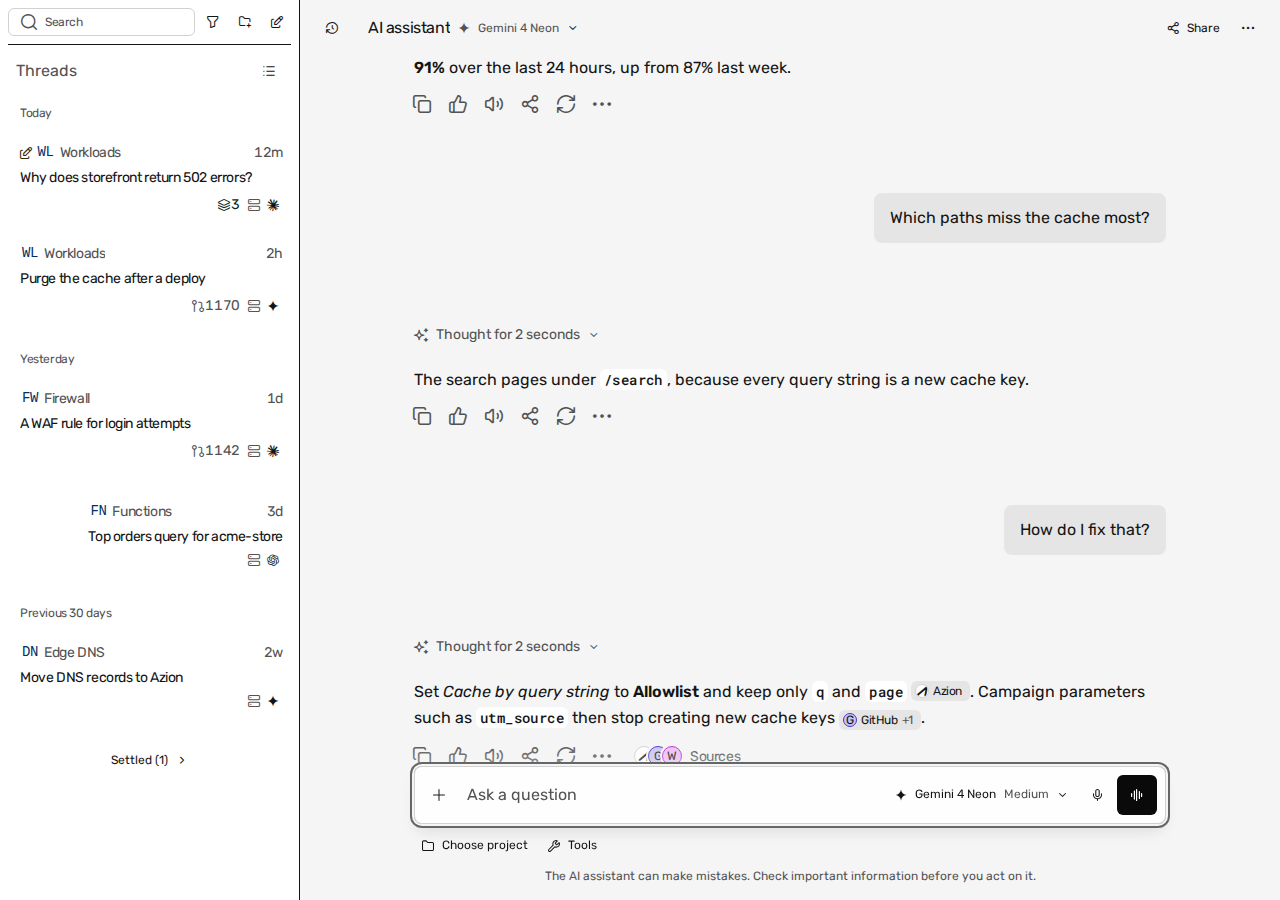 Search
Threads
Today
WL Workloads 12m
Why does storefront return 502 errors?
3
WL Workloads 2h
Purge the cache after a deploy
1170
Yesterday
FW Firewall 1d
A WAF rule for login attempts
1142
FN Functions 3d
Top orders query for acme-store
Previous 30 days
DN Edge DNS 2w
Move DNS records to Azion
Settled (1)
AI assistant Gemini 4 Neon
Share
91% over the last 24 hours, up from 87% last week.
Which paths miss the cache most?
Thought for 2 seconds
The search pages under /search, because every query string is a new cache key.
How do I fix that?
Thought for 2 seconds
Set Cache by query string to Allowlist and keep only q and page Azion. Campaign parameters
such as utm_source then stop creating new cache keys G GitHub +1.
G W Sources
Ask a question
Gemini 4 Neon Medium
Choose project
Tools
The AI assistant can make mistakes. Check important information before you act on it.